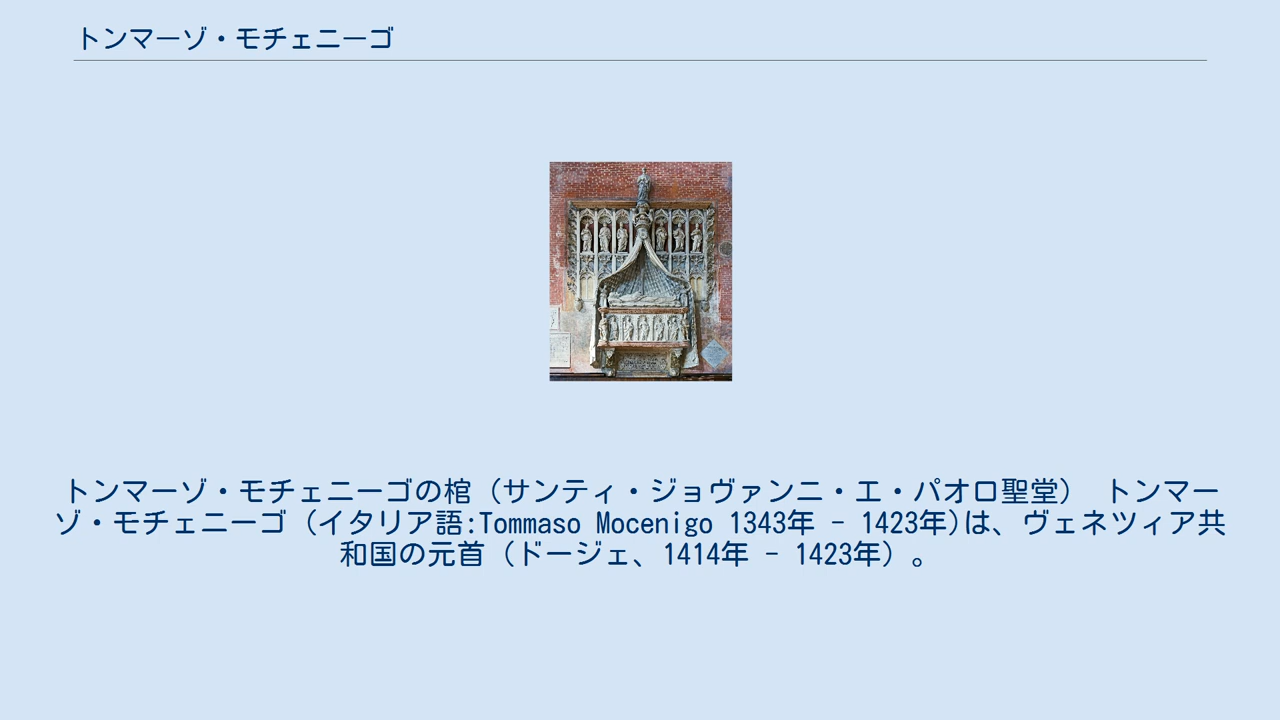 トンマーゾ・モチェニーゴ
トンマーゾ・モチェニーゴの棺（サンティ・ジョヴァンニ・エ・パオロ聖堂） トンマー
ゾ・モチェニーゴ（イタリア語:Tommaso Mocenigo 1343年 - 1423年)は、ヴェネツィア共
和国の元首（ドージェ、1414年 - 1423年）。